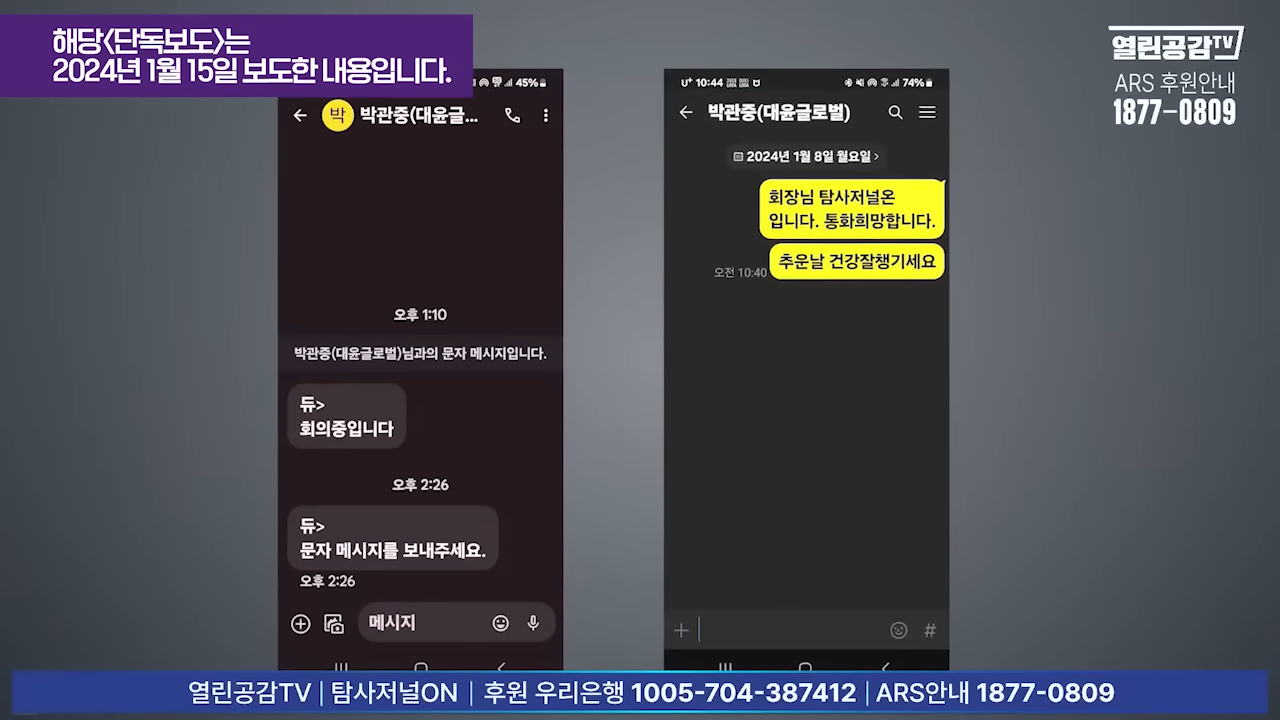 해당<단독보도>는
2024년 1월 15일 보도한 내용입니다.
열린공감TV
ARS 후원안내
1877-0809
45%
박 박관중(대윤글...
오후 1:10
박관중(대윤글로벌)님과의 문자 메시지입니다.
듀>
회의중입니다
오후 2:26
듀>
문자 메시지를 보내주세요.
오후 2:26
메시지
U+ 10:44 74%
박관중(대윤글로벌)
2024년 1월 8일 월요일 >
회장님 탐사저널온
입니다. 통화희망합니다.
오전 10:40 추운날 건강잘챙기세요
#
열린공감TV | 탐사저널ON | 후원 우리은행 1005-704-387412 | ARS안내 1877-0809